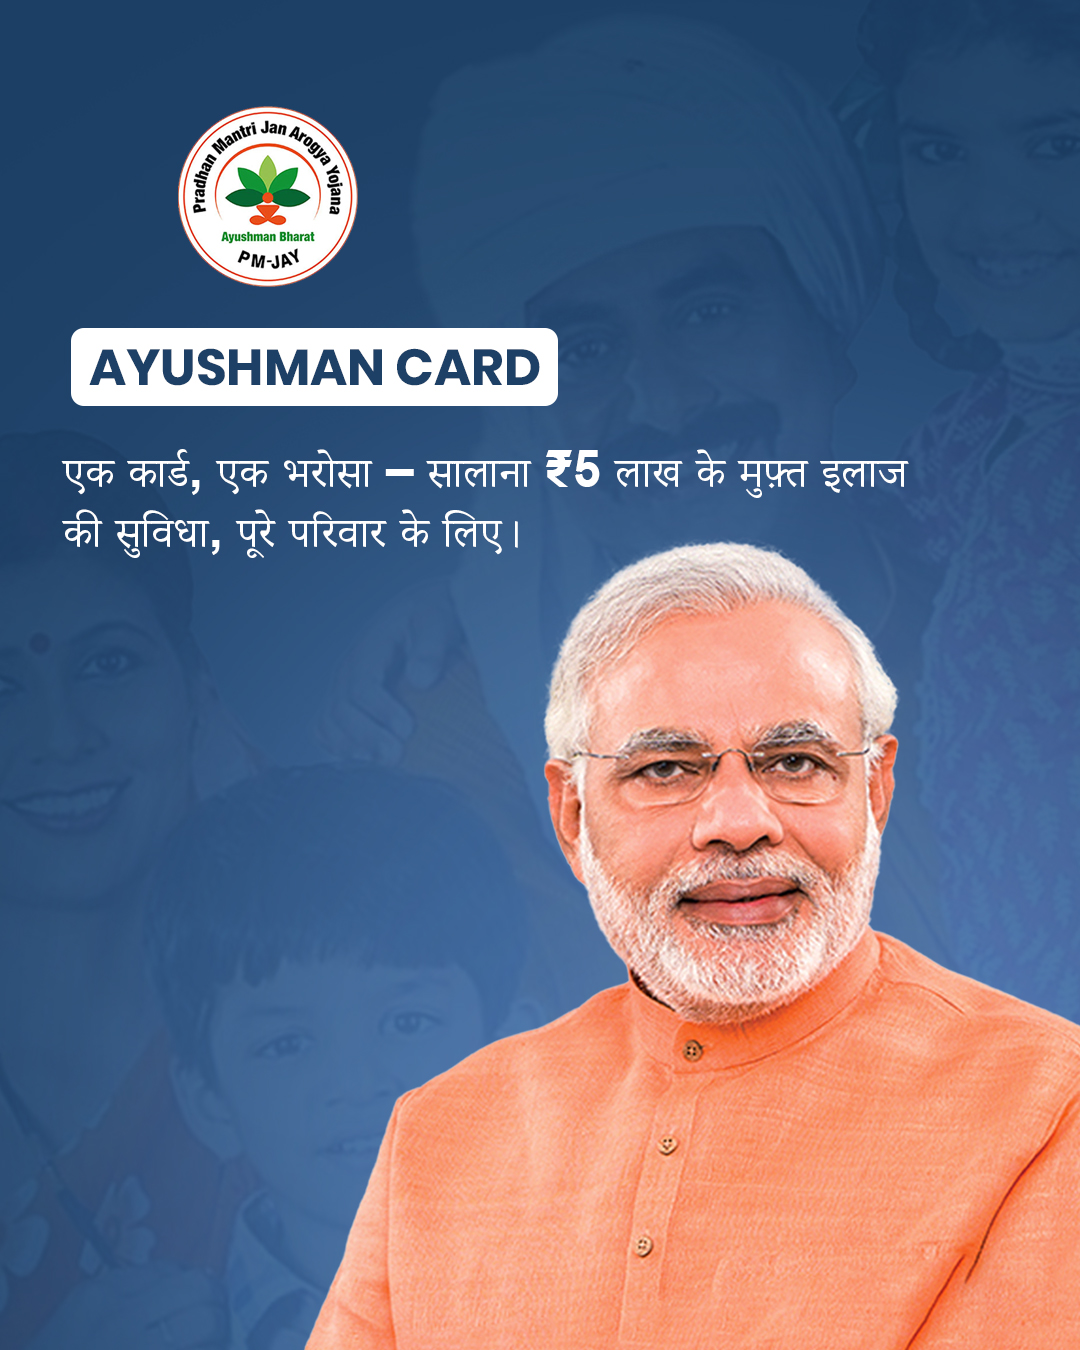 Pradhan Mantri Jan Arogya Yojana
Ayushman Bharat
PM-JAY
AYUSHMAN CARD
एक कार्ड, एक भरोसा – सालाना ₹5 लाख के मुफ़्त इलाज
की सुविधा, पूरे परिवार के लिए।